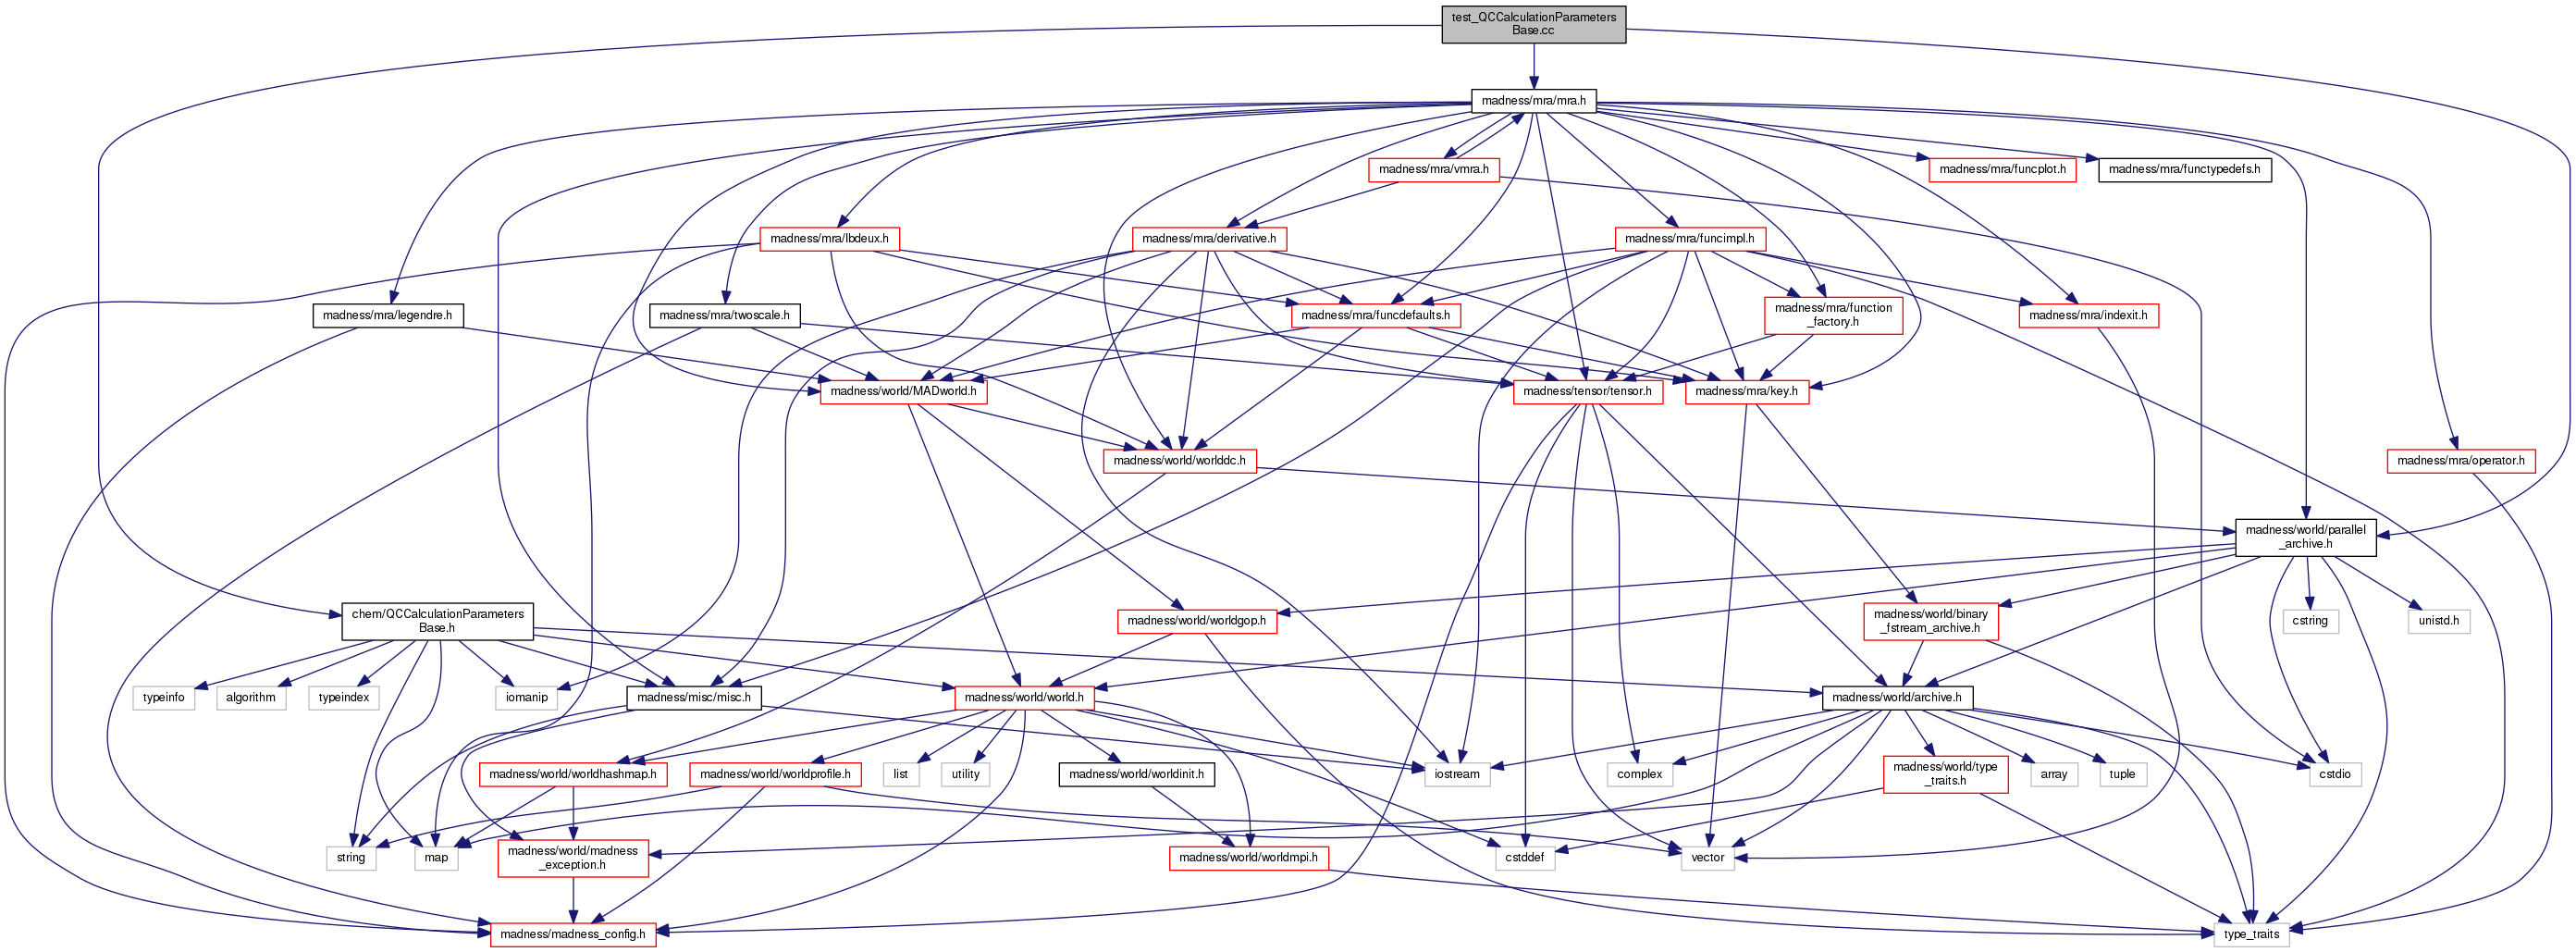 test_QCCalculationParameters
Base.cc
madness/mra/mra.h
madness/mra/vmra.h
madness/mra/funcplot.h
madness/mra/functypedefs.h
madness/mra/lbdeux.h
madness/mra/derivative.h
madness/mra/funcimpl.h
madness/mra/legendre.h
madness/mra/twoscale.h
madness/mra/funcdefaults.h
madness/mra/function
_factory.h
madness/mra/indexit.h
madness/world/MADworld.h
madness/tensor/tensor.h
madness/mra/key.h
madness/world/worlddc.h
madness/mra/operator.h
madness/world/parallel
_archive.h
chem/QCCalculationParameters
Base.h
madness/world/worldgop.h
madness/world/binary
_fstream_archive.h
cstring
unistd.h
typeinfo
algorithm
typeindex
iomanip
madness/misc/misc.h
madness/world/world.h
madness/world/archive.h
madness/world/worldhashmap.h
madness/world/worldprofile.h
list
utility
madness/world/worldinit.h
iostream
complex
madness/world/type
_traits.h
array
tuple
cstdio
string
map
madness/world/madness
_exception.h
madness/world/worldmpi.h
cstddef
vector
madness/madness_config.h
type_traits